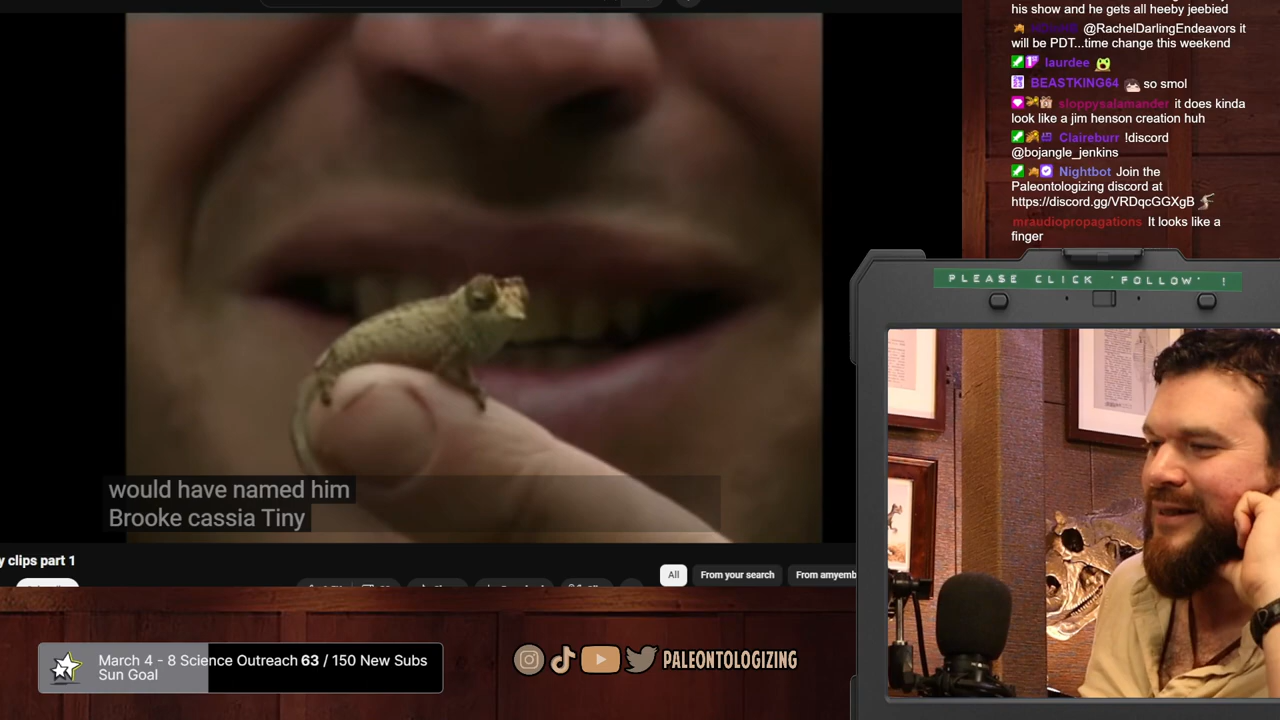 his show and he gets all heeby jeebied
@RachelDarlingEndeavors it
will be PDT...time change this weekend
laurdee
BEASTKING64 so smol
sloppysalamander it does kinda
look like a jim henson creation huh
Claireburr !discord
@bojangle_jenkins
Nightbot Join the
Paleontologizing discord at
https://discord.gg/VRDqcGGXgB
mraudiopropagations It looks like a
finger
PLEASE CLICK "FOLLOW" !
would have named him
Brooke cassia Tiny
y clips part 1
All
From your search
From amyemb
March 4 - 8 Science Outreach 63 / 150 New Subs
Sun Goal
PALEONTOLOGIZING